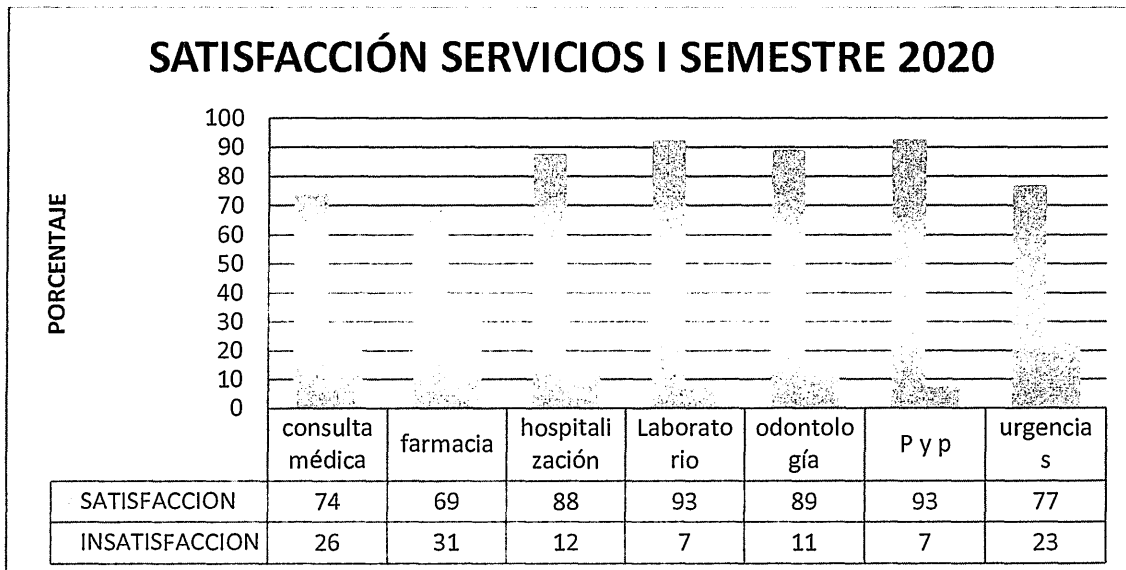 SATISFACCIÓN SERVICIOS I SEMESTRE 2020
PORCENTAJE
100
90
80
70
60
50
40
30
20
10
0
consulta médica farmacia hospitali zación Laborato rio odontolo gía P y p urgencia s
SATISFACCION 74 69 88 93 89 93 77
INSATISFACCION 26 31 12 7 11 7 23